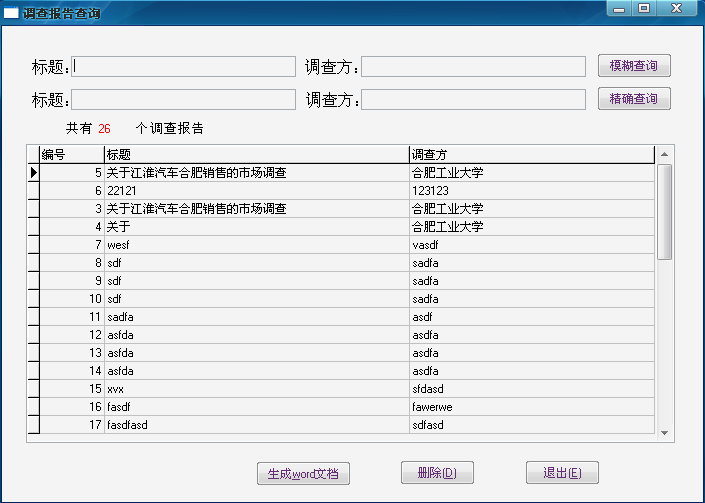 调查报告查询
标题: 调查方: 模糊查询
标题: 调查方: 精确查询
共有 26 个调查报告
编号 标题 调查方
5 关于江淮汽车合肥销售的市场调查 合肥工业大学
6 22121 123123
3 关于江淮汽车合肥销售的市场调查 合肥工业大学
4 关于 合肥工业大学
7 wesf vasdf
8 sdf sadfa
9 sdf sadfa
10 sdf sadfa
11 sadfa asdf
12 asfda asdfa
13 asfda asdfa
14 asfda asdfa
15 xvx sfdasd
16 fasdf fawerwe
17 fasdfasd sdfasd
生成word文档 删除(D) 退出(E)